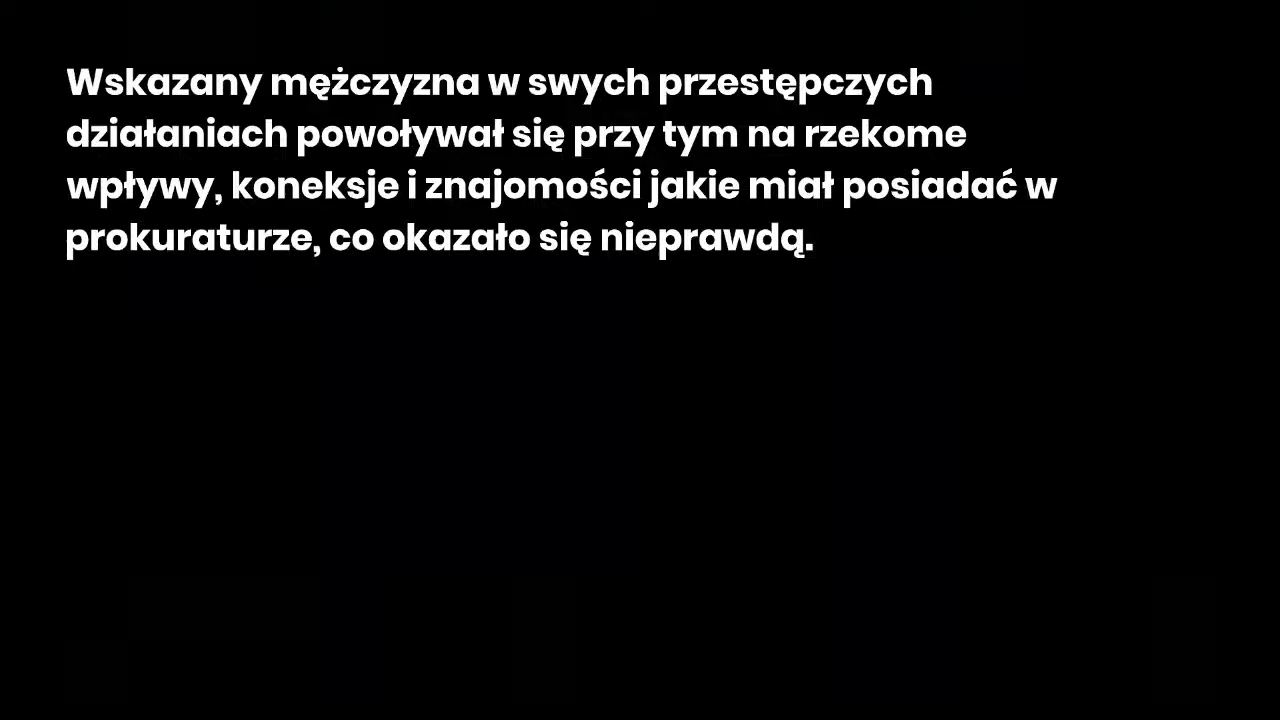 Wskazany mężczyzna w swych przestępczych
działaniach powoływał się przy tym na rzekome
wpływy, koneksje i znajomości jakie miał posiadać w
prokuraturze, co okazało się nieprawdą.